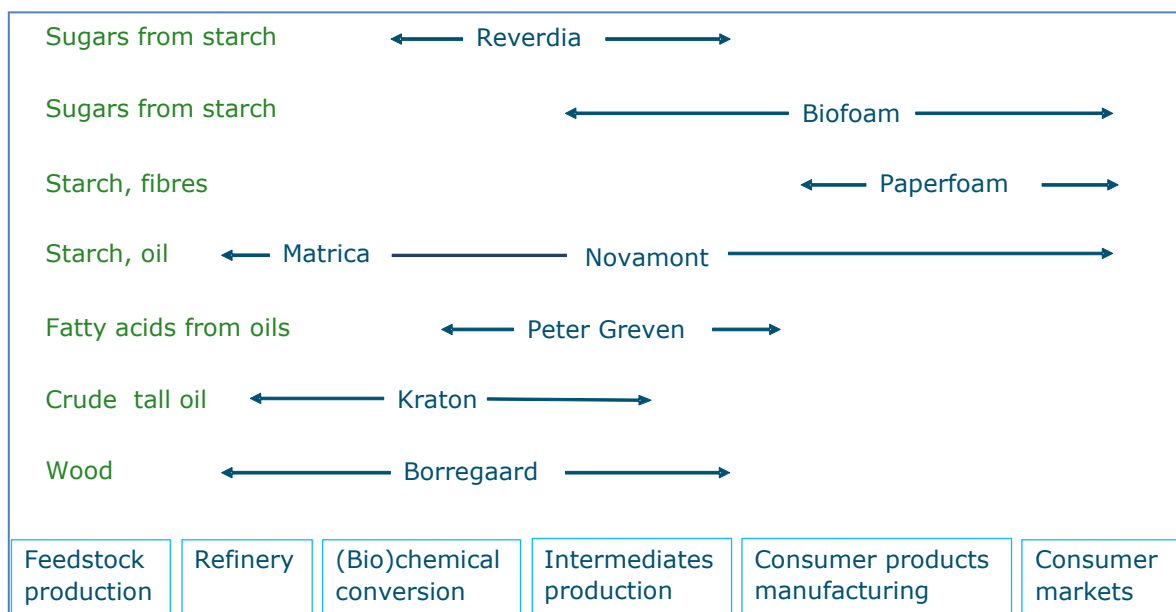 Sugars from starch Reverdia
Sugars from starch Biofoam
Starch, fibres Paperfoam
Starch, oil Matrica Novamont
Fatty acids from oils Peter Greven
Crude tall oil Kraton
Wood Borregaard
Feedstock
production
Refinery
(Bio)chemical
conversion
Intermediates
production
Consumer products
manufacturing
Consumer
markets